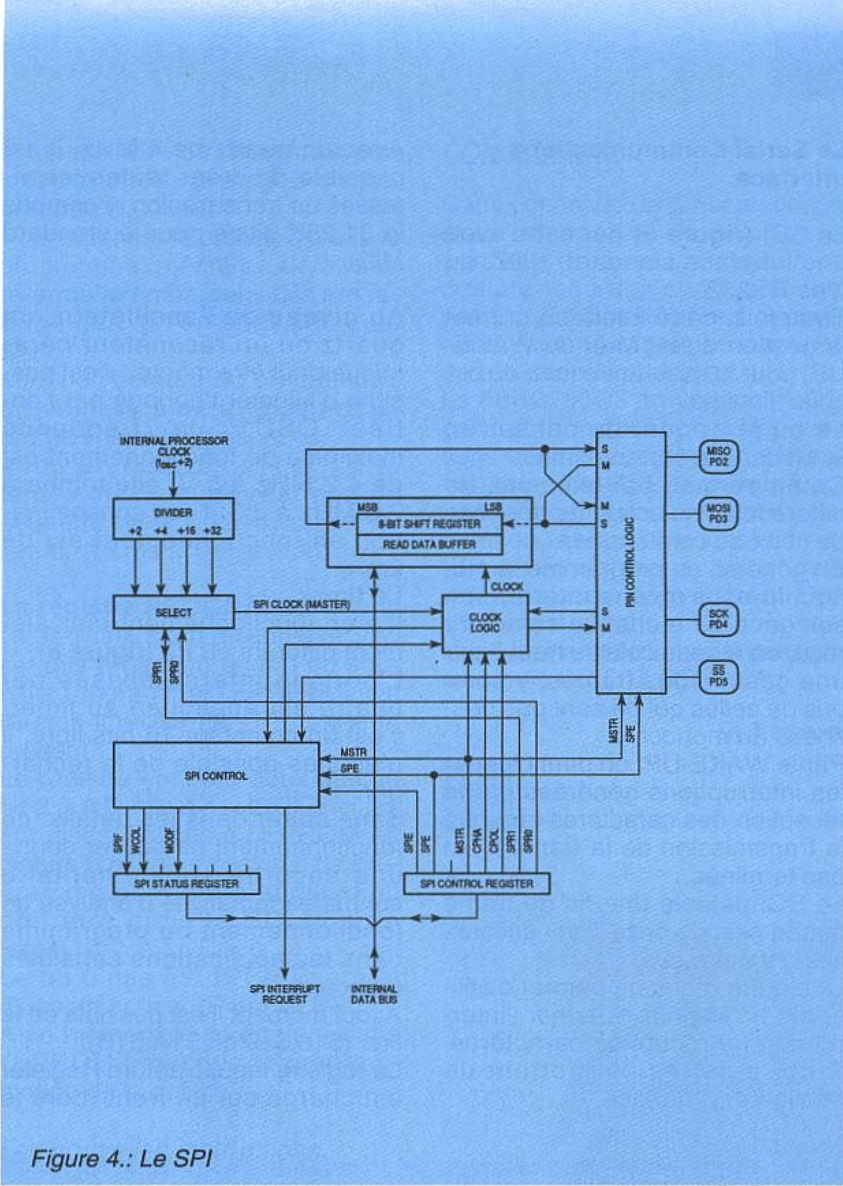 INTERNAL PROCESSOR
CLOCK
(fosc÷2)
DIVIDER
÷2 ÷4 ÷16 ÷32
SELECT
SPI CLOCK (MASTER)
SPR1
SPR0
MSB
LSB
8-BIT SHIFT REGISTER
READ DATA BUFFER
CLOCK
CLOCK
LOGIC
S
M
M
S
S
M
PIN CONTROL LOGIC
MISO
PD2
MOSI
PD3
SCK
PD4
SS
PD5
MSTR
SPE
MSTR
SPE
SPI CONTROL
SPIF
WCOL
MODF
SPI STATUS REGISTER
SPIE
SPE
MSTR
CPHA
CPOL
SPR1
SPR0
SPI CONTROL REGISTER
SPI INTERRUPT
REQUEST
INTERNAL
DATA BUS
Figure 4.: Le SPI